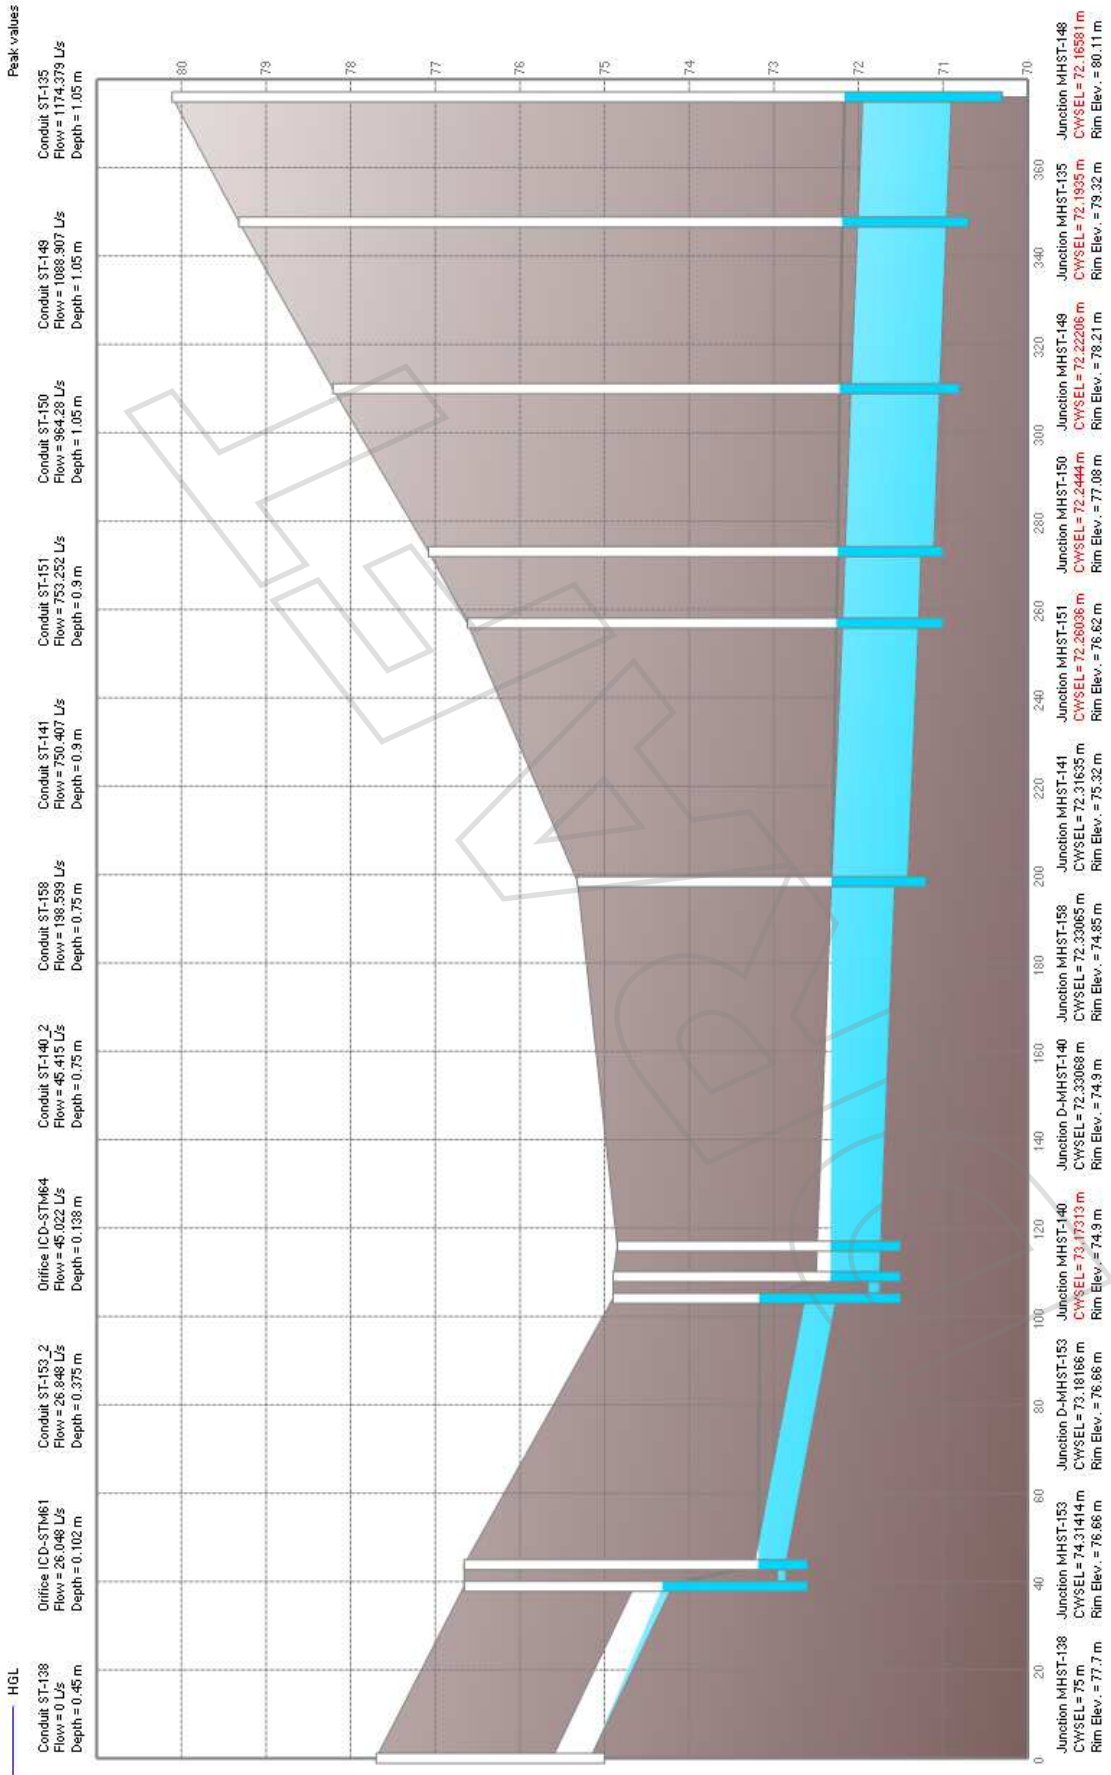 HGL
Peak values
Conduit ST-138
Flow = 0 L/s
Depth = 0.45 m
Orifice ICD-STM61
Flow = 26.048 L/s
Depth = 0.102 m
Conduit ST-153_2
Flow = 26.848 L/s
Depth = 0.375 m
Orifice ICD-STM64
Flow = 45.022 L/s
Depth = 0.138 m
Conduit ST-140_2
Flow = 45.415 L/s
Depth = 0.75 m
Conduit ST-158
Flow = 198.599 L/s
Depth = 0.75 m
Conduit ST-141
Flow = 750.407 L/s
Depth = 0.9 m
Conduit ST-151
Flow = 753.252 L/s
Depth = 0.9 m
Conduit ST-150
Flow = 964.28 L/s
Depth = 1.05 m
Conduit ST-149
Flow = 1088.907 L/s
Depth = 1.05 m
Conduit ST-135
Flow = 1174.379 L/s
Depth = 1.05 m
80
79
78
77
76
75
74
73
72
71
70
0
20
40
60
80
100
120
140
160
180
200
220
240
260
280
300
320
340
360
Junction MHST-138
CWSEL = 75 m
Rim Elev. = 77.7 m
Junction MHST-153
CWSEL = 74.31414 m
Rim Elev. = 76.66 m
Junction D-MHST-153
CWSEL = 73.18166 m
Rim Elev. = 76.66 m
Junction MHST-140
CWSEL = 73.17313 m
Rim Elev. = 74.9 m
Junction D-MHST-140
CWSEL = 72.33068 m
Rim Elev. = 74.9 m
Junction MHST-158
CWSEL = 72.33065 m
Rim Elev. = 74.85 m
Junction MHST-141
CWSEL = 72.31635 m
Rim Elev. = 75.32 m
Junction MHST-151
CWSEL = 72.26036 m
Rim Elev. = 76.62 m
Junction MHST-150
CWSEL = 72.2444 m
Rim Elev. = 77.08 m
Junction MHST-149
CWSEL = 72.22206 m
Rim Elev. = 78.21 m
Junction MHST-135
CWSEL = 72.1935 m
Rim Elev. = 79.32 m
Junction MHST-148
CWSEL = 72.16581 m
Rim Elev. = 80.11 m
DRAFT